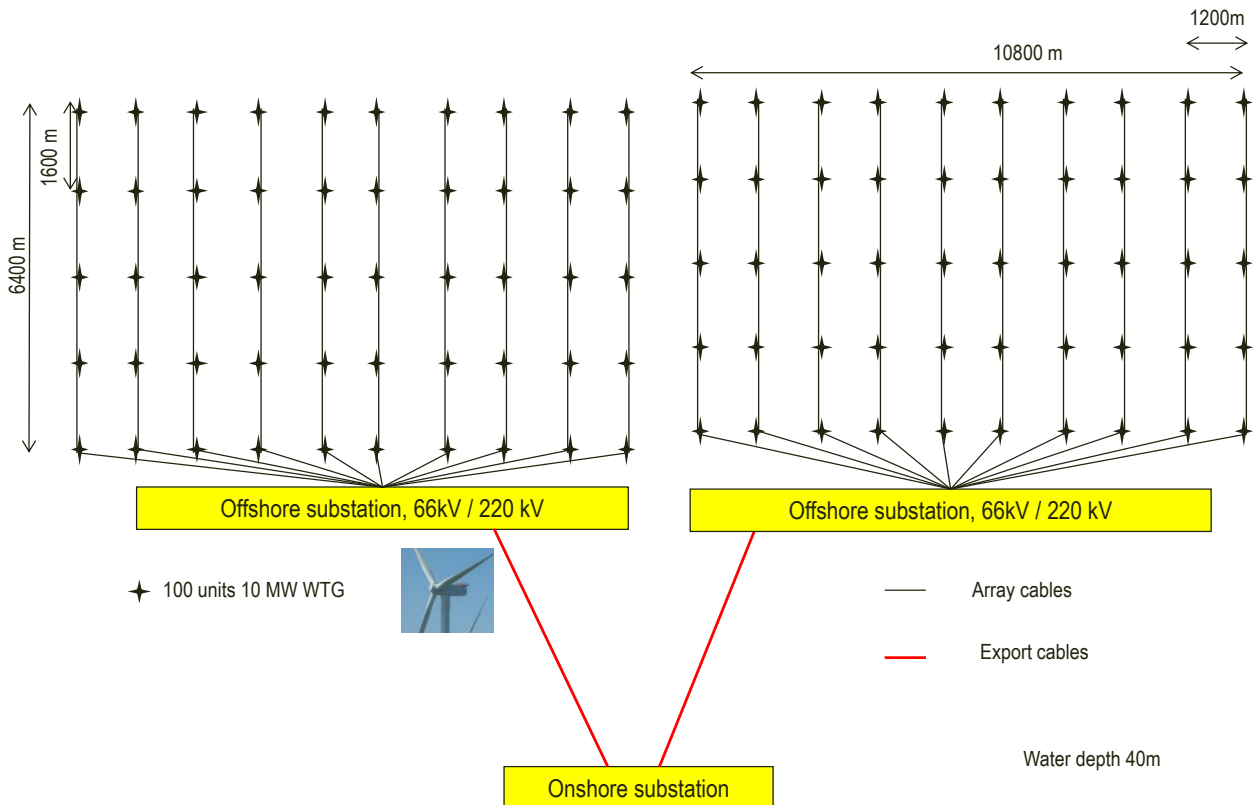 1200m
10800 m
1600 m
6400 m
Offshore substation, 66kV / 220 kV
Offshore substation, 66kV / 220 kV
100 units 10 MW WTG
Array cables
Export cables
Water depth 40m
Onshore substation